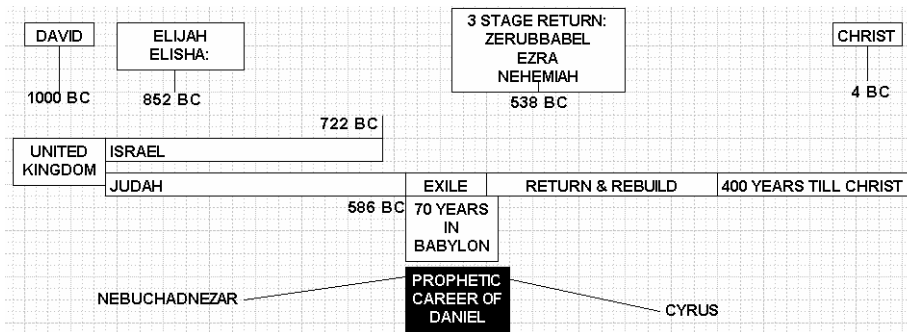 DAVID
ELIJAH
ELISHA:
3 STAGE RETURN:
ZERUBBABEL
EZRA
NEHEMIAH
CHRIST
1000 BC
852 BC
538 BC
4 BC
722 BC
UNITED
KINGDOM
ISRAEL
JUDAH
EXILE
RETURN & REBUILD
400 YEARS TILL CHRIST
586 BC
70 YEARS
IN
BABYLON
PROPHETIC
CAREER OF
DANIEL
NEBUCHADNEZAR
CYRUS